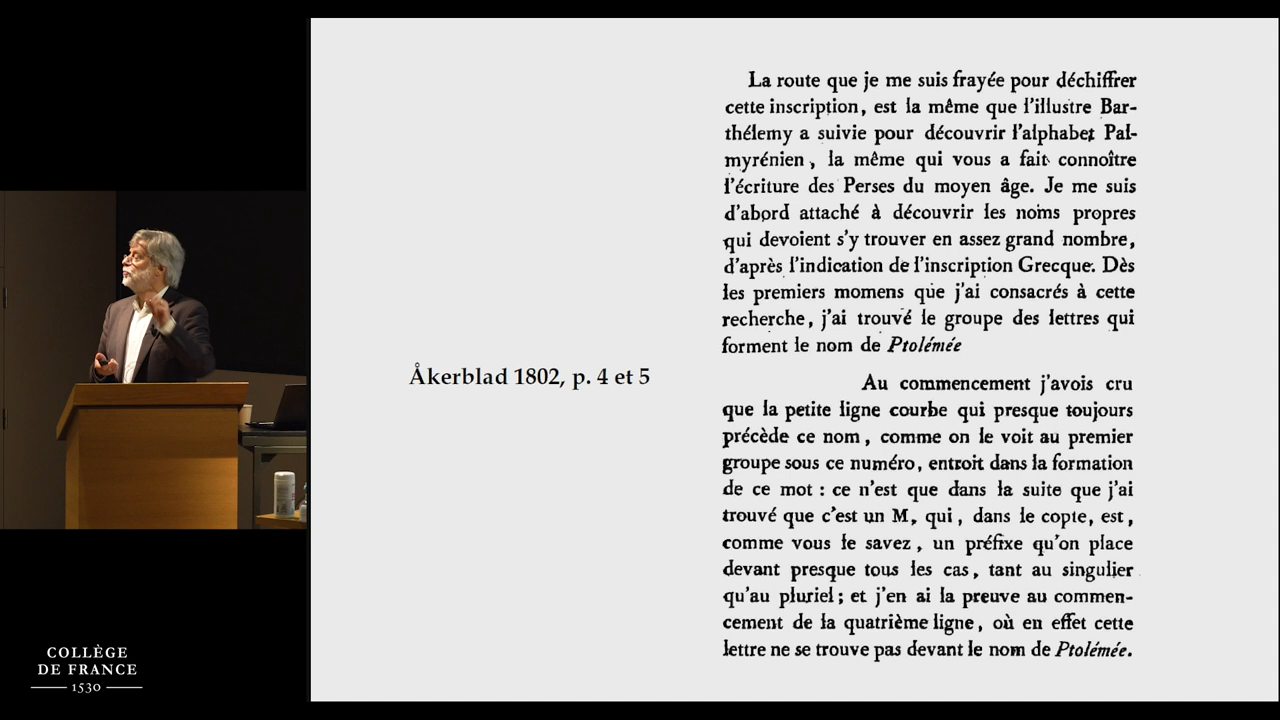 La route que je me suis frayée pour déchiffrer
cette inscription, est la même que l'illustre Bar-
thélemy a suivie pour découvrir l'alphabet Pal-
myrénien, la même qui vous a fait connoître
l'écriture des Perses du moyen âge. Je me suis
d'abord attaché à découvrir les noms propres
qui devoient s'y trouver en assez grand nombre,
d'après l'indication de l'inscription Grecque. Dès
les premiers momens que j'ai consacrés à cette
recherche, j'ai trouvé le groupe des lettres qui
forment le nom de Ptolémée
Åkerblad 1802, p. 4 et 5
Au commencement j'avois cru
que la petite ligne courbe qui presque toujours
précède ce nom, comme on le voit au premier
groupe sous ce numéro, entroit dans la formation
de ce mot : ce n'est que dans la suite que j'ai
trouvé que c'est un M, qui, dans le copte, est,
comme vous le savez, un préfixe qu'on place
devant presque tous les cas, tant au singulier
qu'au pluriel; et j'en ai la preuve au commen-
cement de la quatrième ligne, où en effet cette
lettre ne se trouve pas devant le nom de Ptolémée.
COLLÈGE
DE FRANCE
1530